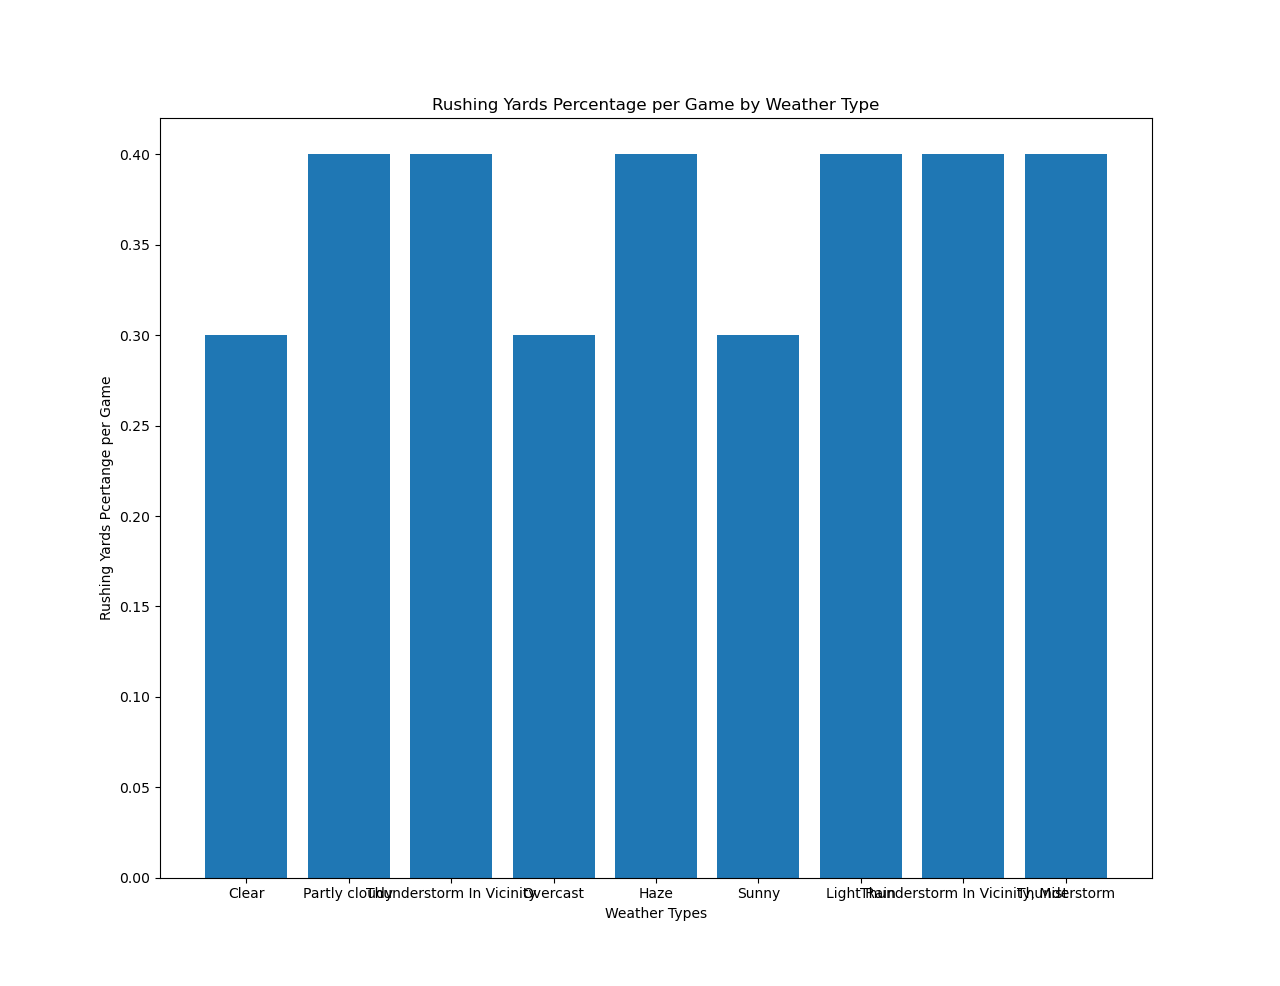 Rushing Yards Percentage per Game by Weather Type
Rushing Yards Pcertange per Game
0.40
0.35
0.30
0.25
0.20
0.15
0.10
0.05
0.00
Clear
Partly cloudy
Thunderstorm In Vicinity
Overcast
Haze
Sunny
Light Rain
Thunderstorm In Vicinity, Mist
Thunderstorm
Weather Types